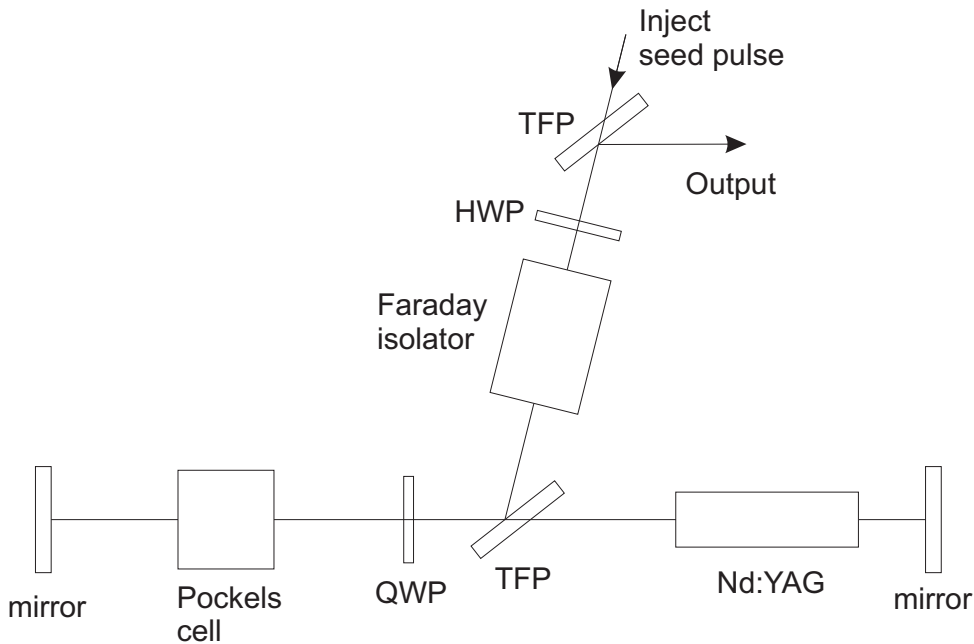 Inject
seed pulse
TFP
Output
HWP
Faraday
isolator
mirror
Pockels
cell
QWP
TFP
Nd:YAG
mirror